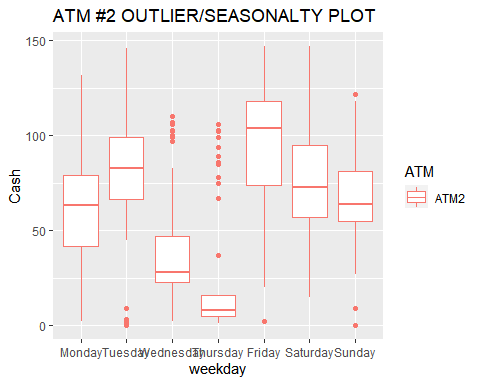 ATM #2 OUTLIER/SEASONALTY PLOT
150
100
50
0
Cash
Monday Tuesday Wednesday Thursday Friday Saturday Sunday
weekday
ATM
ATM2